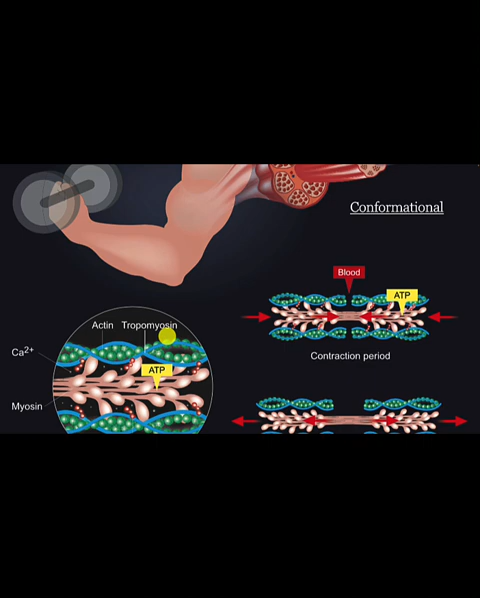 Conformational
Blood
ATP
Actin
Tropomyosin
Ca²⁺
ATP
Contraction period
Myosin